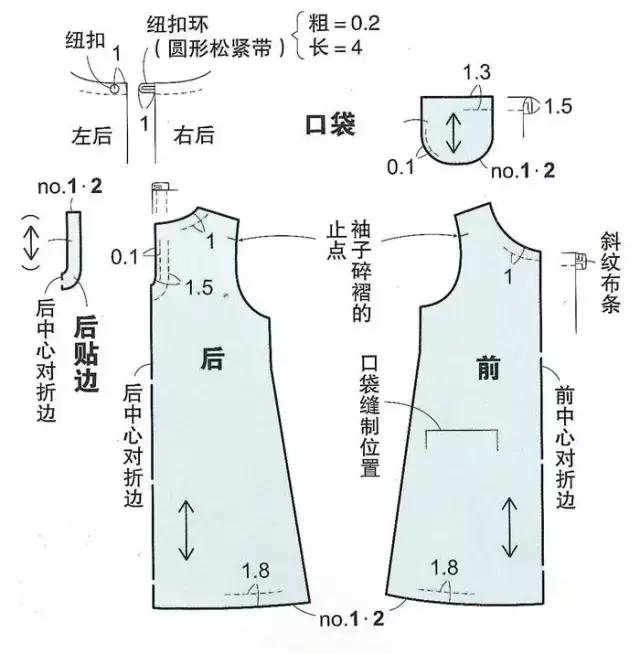 纽扣
1
纽扣环
（圆形松紧带）
粗＝0.2
长＝4
左后
1
右后
口袋
1.3
1.5
0.1
no.1·2
no.1·2
后中心对折边
后贴边
0.1
1
1.5
后
后中心对折边
1.8
袖子碎褶的
止点
口袋缝制位置
1
前
斜纹布条
前中心对折边
1.8
no.1·2